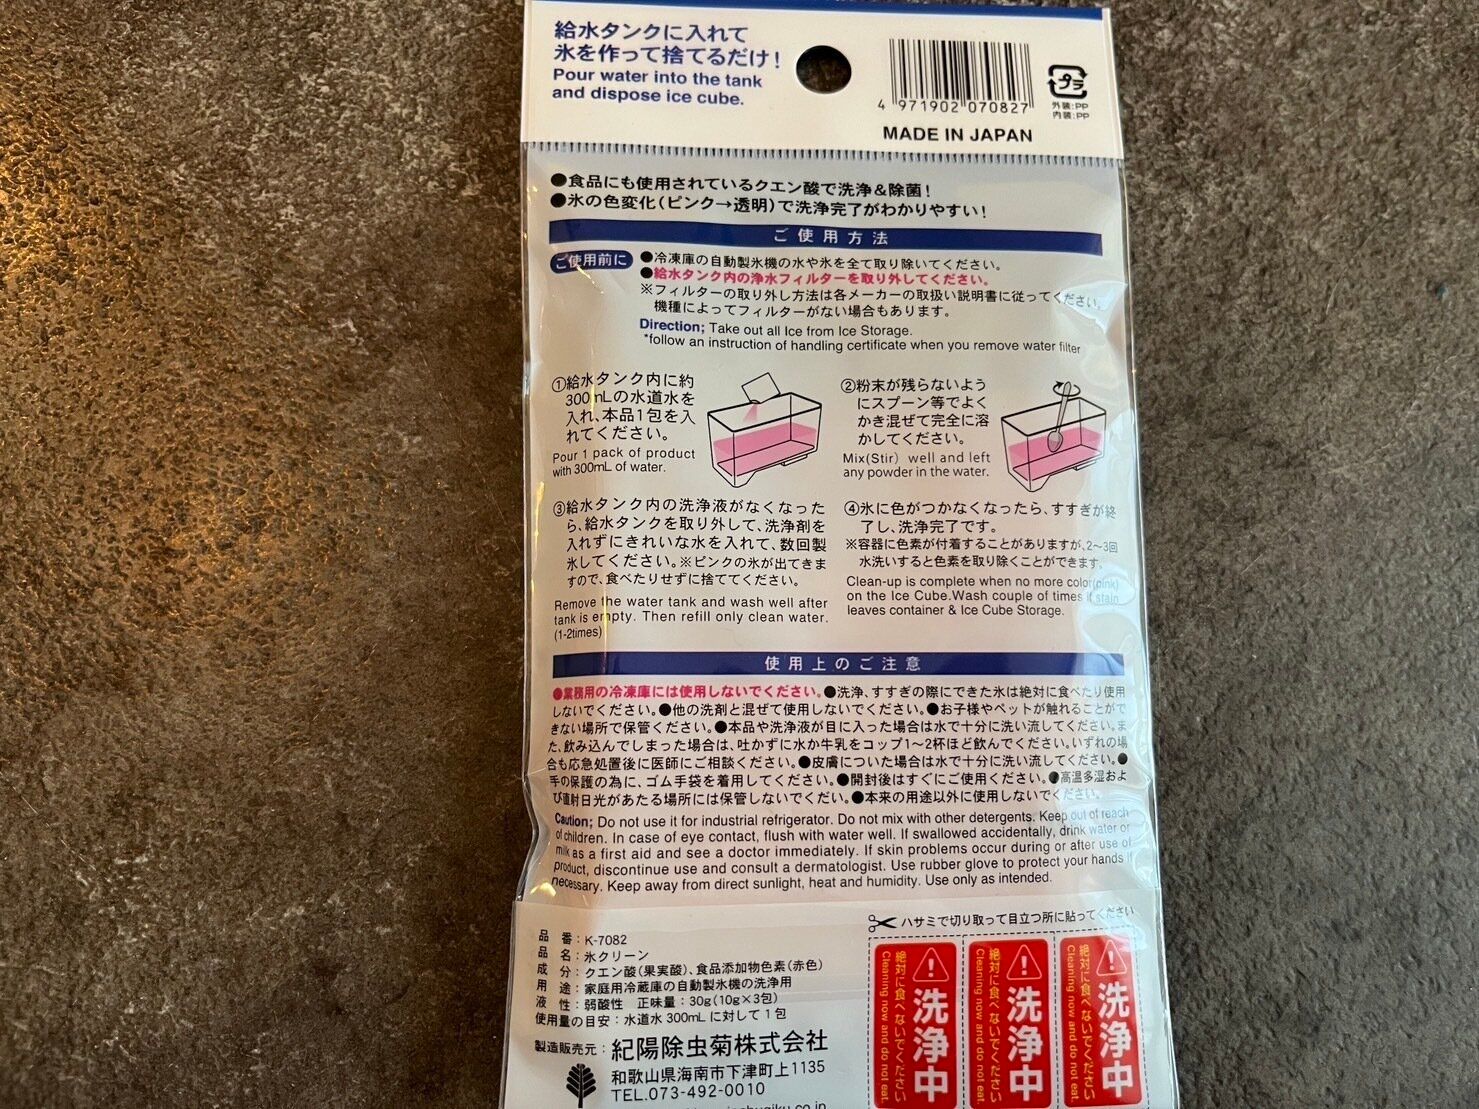 給水タンクに入れて
氷を作って捨てるだけ!
Pour water into the tank
and dispose ice cube.
4 971902 070827
プラ
外装:PP
内装:PP
MADE IN JAPAN
●食品にも使用されているクエン酸で洗浄&除菌!
●氷の色変化(ピンク→透明)で洗浄完了がわかりやすい!
ご使用方法
ご使用前に
●冷凍庫の自動製氷機の水や氷を全て取り除いてください。
●給水タンク内の浄水フィルターを取り外してください。
※フィルターの取り外し方法は各メーカーの取扱い説明書に従ってください。
機種によってフィルターがない場合もあります。
Direction; Take out all Ice from Ice Storage.
*follow an instruction of handling certificate when you remove water filter
①給水タンク内に約
300mLの水道水を
入れ、本品1包を入
れてください。
Pour 1 pack of product
with 300mL of water.
②粉末が残らないよう
にスプーン等でよく
かき混ぜて完全に溶
かしてください。
Mix(Stir) well and left
any powder in the water.
③給水タンク内の洗浄液がなくなった
ら、給水タンクを取り外して、洗浄剤を
入れずにきれいな水を入れて、数回製
氷してください。※ピンクの氷が出てきま
すので、食べたりせずに捨ててください。
Remove the water tank and wash well after
tank is empty. Then refill only clean water.
(1-2times)
④氷に色がつかなくなったら、すすぎが終
了し、洗浄完了です。
※容器に色素が付着することがありますが、2〜3回
水洗いすると色素を取り除くことができます。
Clean-up is complete when no more color(pink)
on the Ice Cube.Wash couple of times if stain
leaves container & Ice Cube Storage.
使用上のご注意
●業務用の冷凍庫には使用しないでください。●洗浄、すすぎの際にできた氷は絶対に食べたり使用
しないでください。●他の洗剤と混ぜて使用しないでください。●お子様やペットが触れることがで
きない場所で保管ください。●本品や洗浄液が目に入った場合は水で十分に洗い流してください。ま
た、飲み込んでしまった場合は、吐かずに水か牛乳をコップ1〜2杯ほど飲んでください。いずれの場
合も応急処置後に医師にご相談ください。●皮膚についた場合は水で十分に洗い流してください。●
手の保護の為に、ゴム手袋を着用してください。●開封後はすぐにご使用ください。●高温多湿およ
び直射日光があたる場所には保管しないでくだい。●本来の用途以外に使用しないでください。
Caution; Do not use it for industrial refrigerator. Do not mix with other detergents. Keep out of reach
of children. In case of eye contact, flush with water well. If swallowed accidentally, drink water or
milk as a first aid and see a doctor immediately. If skin problems occur during or after use of
product, discontinue use and consult a dermatologist. Use rubber glove to protect your hands if
necessary. Keep away from direct sunlight, heat and humidity. Use only as intended.
品番:K-7082
品名:氷クリーン
成分:クエン酸(果実酸)、食品添加物色素(赤色)
用途:家庭用冷蔵庫の自動製氷機の洗浄用
液性:弱酸性 正味量:30g(10g×3包)
使用量の目安:水道水300mLに対して1包
製造販売元:紀陽除虫菊株式会社
和歌山県海南市下津町上1135
TEL.073-492-0010
ハサミで切り取って目立つ所に貼ってください
洗浄中
絶対に食べないでください
Cleaning now and do not eat.
洗浄中
絶対に食べないでください
Cleaning now and do not eat.
洗浄中
絶対に食べないでください
Cleaning now and do not eat.